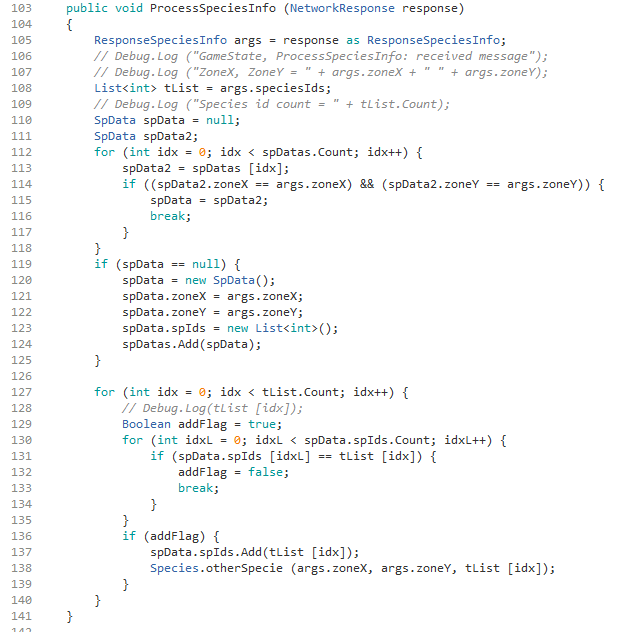 103 public void ProcessSpeciesInfo (NetworkResponse response)
104 {
105 ResponseSpeciesInfo args = response as ResponseSpeciesInfo;
106 // Debug.Log ("GameState, ProcessSpeciesInfo: received message");
107 // Debug.Log ("ZoneX, ZoneY = " + args.zoneX + " " + args.zoneY);
108 List<int> tList = args.speciesIds;
109 // Debug.Log ("Species id count = " + tList.Count);
110 SpData spData = null;
111 SpData spData2;
112 for (int idx = 0; idx < spDatas.Count; idx++) {
113 spData2 = spDatas [idx];
114 if ((spData2.zoneX == args.zoneX) && (spData2.zoneY == args.zoneY)) {
115 spData = spData2;
116 break;
117 }
118 }
119 if (spData == null) {
120 spData = new SpData();
121 spData.zoneX = args.zoneX;
122 spData.zoneY = args.zoneY;
123 spData.spIds = new List<int>();
124 spDatas.Add(spData);
125 }
126
127 for (int idx = 0; idx < tList.Count; idx++) {
128 // Debug.Log(tList [idx]);
129 Boolean addFlag = true;
130 for (int idxL = 0; idxL < spData.spIds.Count; idxL++) {
131 if (spData.spIds [idxL] == tList [idx]) {
132 addFlag = false;
133 break;
134 }
135 }
136 if (addFlag) {
137 spData.spIds.Add(tList [idx]);
138 Species.otherSpecie (args.zoneX, args.zoneY, tList [idx]);
139 }
140 }
141 }
142